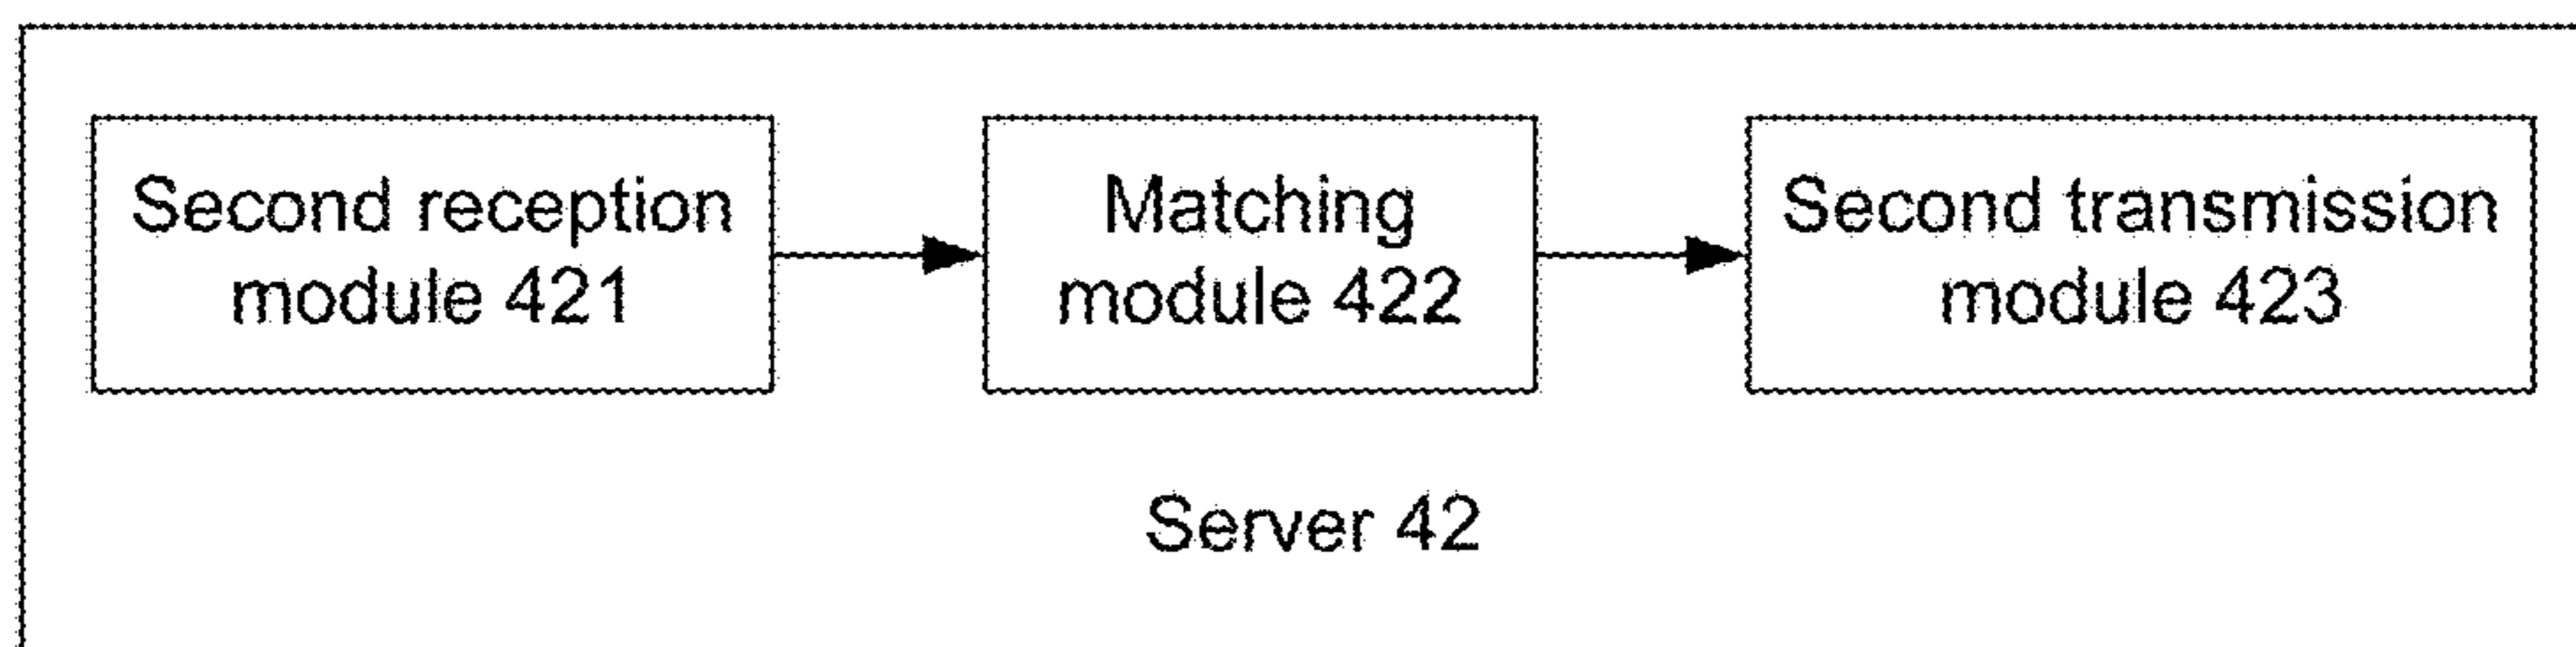 Second reception
module 421
Matching
module 422
Second transmission
module 423
Server 42